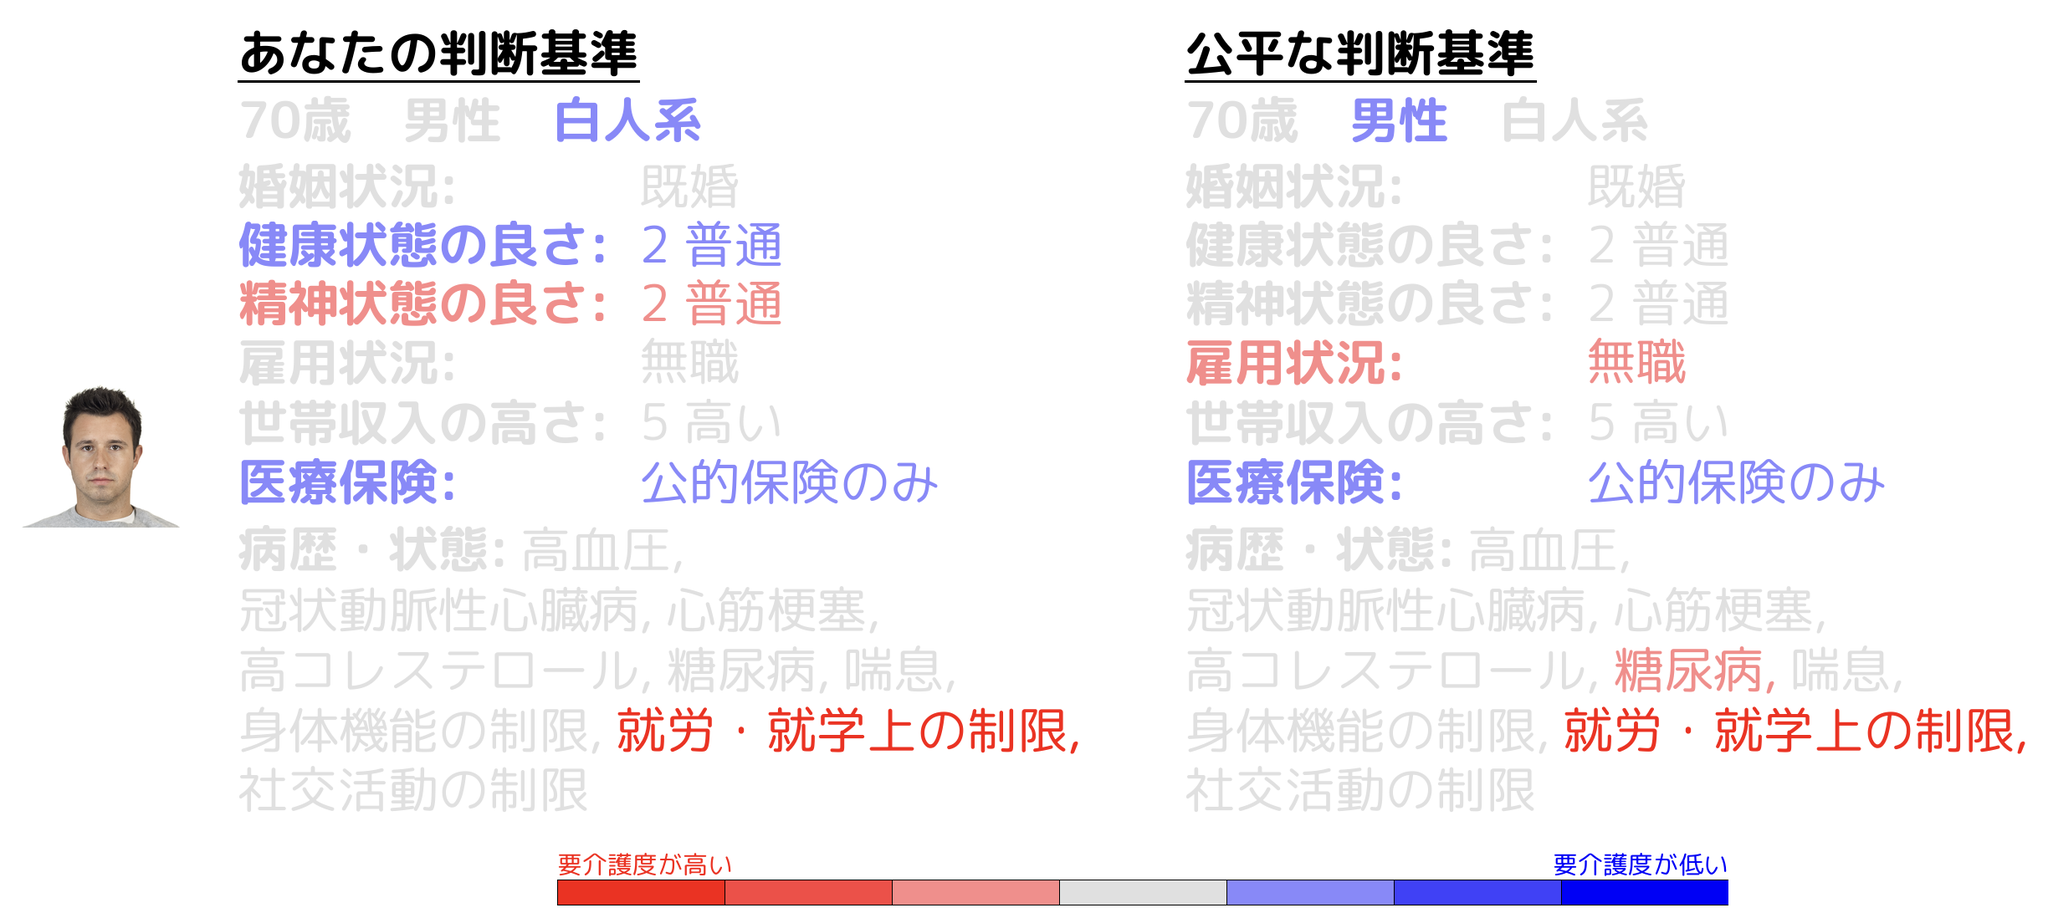 あなたの判断基準
70歳 男性 白人系
婚姻状況: 既婚
健康状態の良さ: 2 普通
精神状態の良さ: 2 普通
雇用状況: 無職
世帯収入の高さ: 5 高い
医療保険: 公的保険のみ
病歴・状態: 高血圧,
冠状動脈性心臓病, 心筋梗塞,
高コレステロール, 糖尿病, 喘息,
身体機能の制限, 就労・就学上の制限,
社交活動の制限
公平な判断基準
70歳 男性 白人系
婚姻状況: 既婚
健康状態の良さ: 2 普通
精神状態の良さ: 2 普通
雇用状況: 無職
世帯収入の高さ: 5 高い
医療保険: 公的保険のみ
病歴・状態: 高血圧,
冠状動脈性心臓病, 心筋梗塞,
高コレステロール, 糖尿病, 喘息,
身体機能の制限, 就労・就学上の制限,
社交活動の制限
要介護度が高い 要介護度が低い